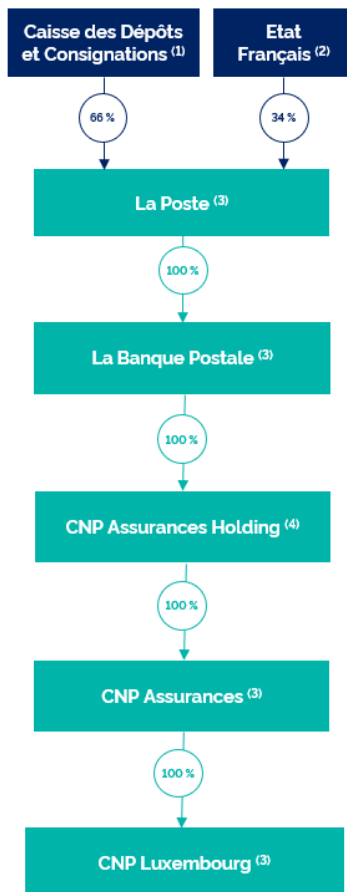 Caisse des Dépôts
et Consignations (1)
Etat
Français (2)
66 %
34 %
La Poste (3)
100 %
La Banque Postale (3)
100 %
CNP Assurances Holding (4)
100 %
CNP Assurances (3)
100 %
CNP Luxembourg (3)